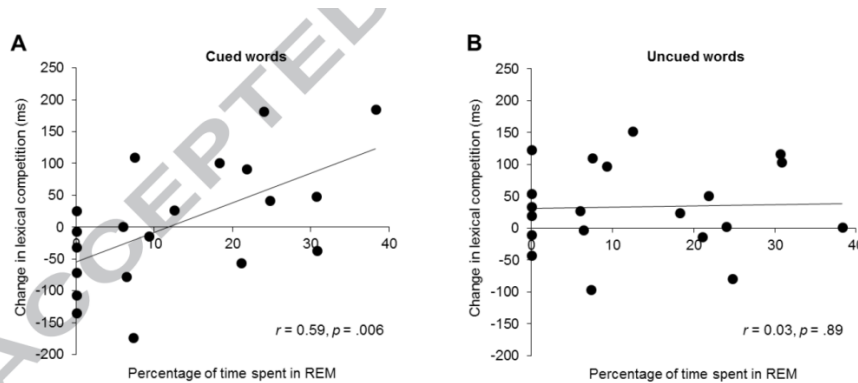 A
Cued words
Change in lexical competition (ms)
250
200
150
100
50
0
-50
-100
-150
-200
0
10
20
30
40
r = 0.59, p = .006
Percentage of time spent in REM
B
Uncued words
Change in lexical competition (ms)
250
200
150
100
50
0
-50
-100
-150
-200
0
10
20
30
40
r = 0.03, p = .89
Percentage of time spent in REM
ACCEPTED